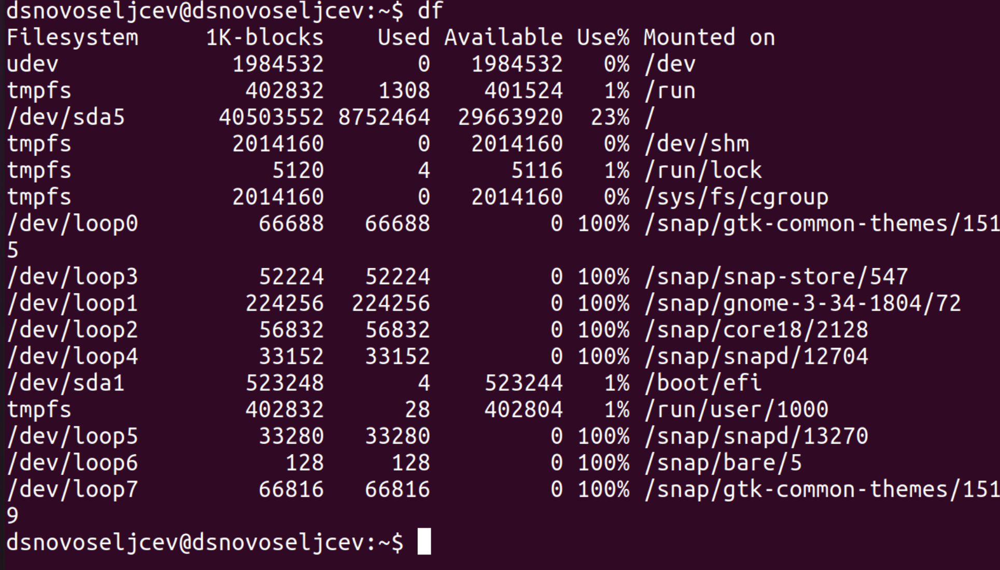 dsnovoseljcev@dsnovoseljcev:~$ df
Filesystem     1K-blocks    Used Available Use% Mounted on
udev             1984532       0   1984532   0% /dev
tmpfs             402832    1308    401524   1% /run
/dev/sda5       40503552 8752464  29663920  23% /
tmpfs            2014160       0   2014160   0% /dev/shm
tmpfs               5120       4      5116   1% /run/lock
tmpfs            2014160       0   2014160   0% /sys/fs/cgroup
/dev/loop0         66688   66688         0 100% /snap/gtk-common-themes/151
5
/dev/loop3         52224   52224         0 100% /snap/snap-store/547
/dev/loop1        224256  224256         0 100% /snap/gnome-3-34-1804/72
/dev/loop2         56832   56832         0 100% /snap/core18/2128
/dev/loop4         33152   33152         0 100% /snap/snapd/12704
/dev/sda1         523248       4    523244   1% /boot/efi
tmpfs             402832      28    402804   1% /run/user/1000
/dev/loop5         33280   33280         0 100% /snap/snapd/13270
/dev/loop6           128     128         0 100% /snap/bare/5
/dev/loop7         66816   66816         0 100% /snap/gtk-common-themes/151
9
dsnovoseljcev@dsnovoseljcev:~$